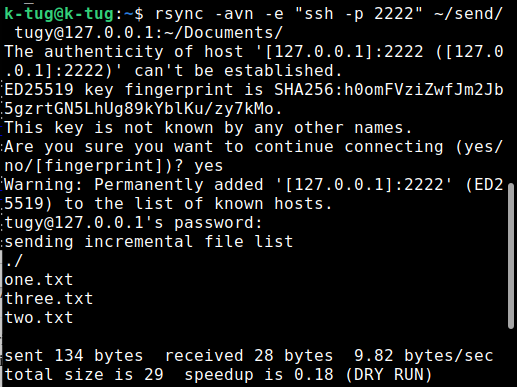 k-tug@k-tug:~$ rsync -avn -e "ssh -p 2222" ~/send/
 tugy@127.0.0.1:~/Documents/
The authenticity of host '[127.0.0.1]:2222 ([127.0
.0.1]:2222)' can't be established.
ED25519 key fingerprint is SHA256:h0omFVziZwfJm2Jb
5gzrtGN5LhUg89kYblKu/zy7kMo.
This key is not known by any other names.
Are you sure you want to continue connecting (yes/
no/[fingerprint])? yes
Warning: Permanently added '[127.0.0.1]:2222' (ED2
5519) to the list of known hosts.
tugy@127.0.0.1's password:
sending incremental file list
./
one.txt
three.txt
two.txt

sent 134 bytes  received 28 bytes  9.82 bytes/sec
total size is 29  speedup is 0.18 (DRY RUN)